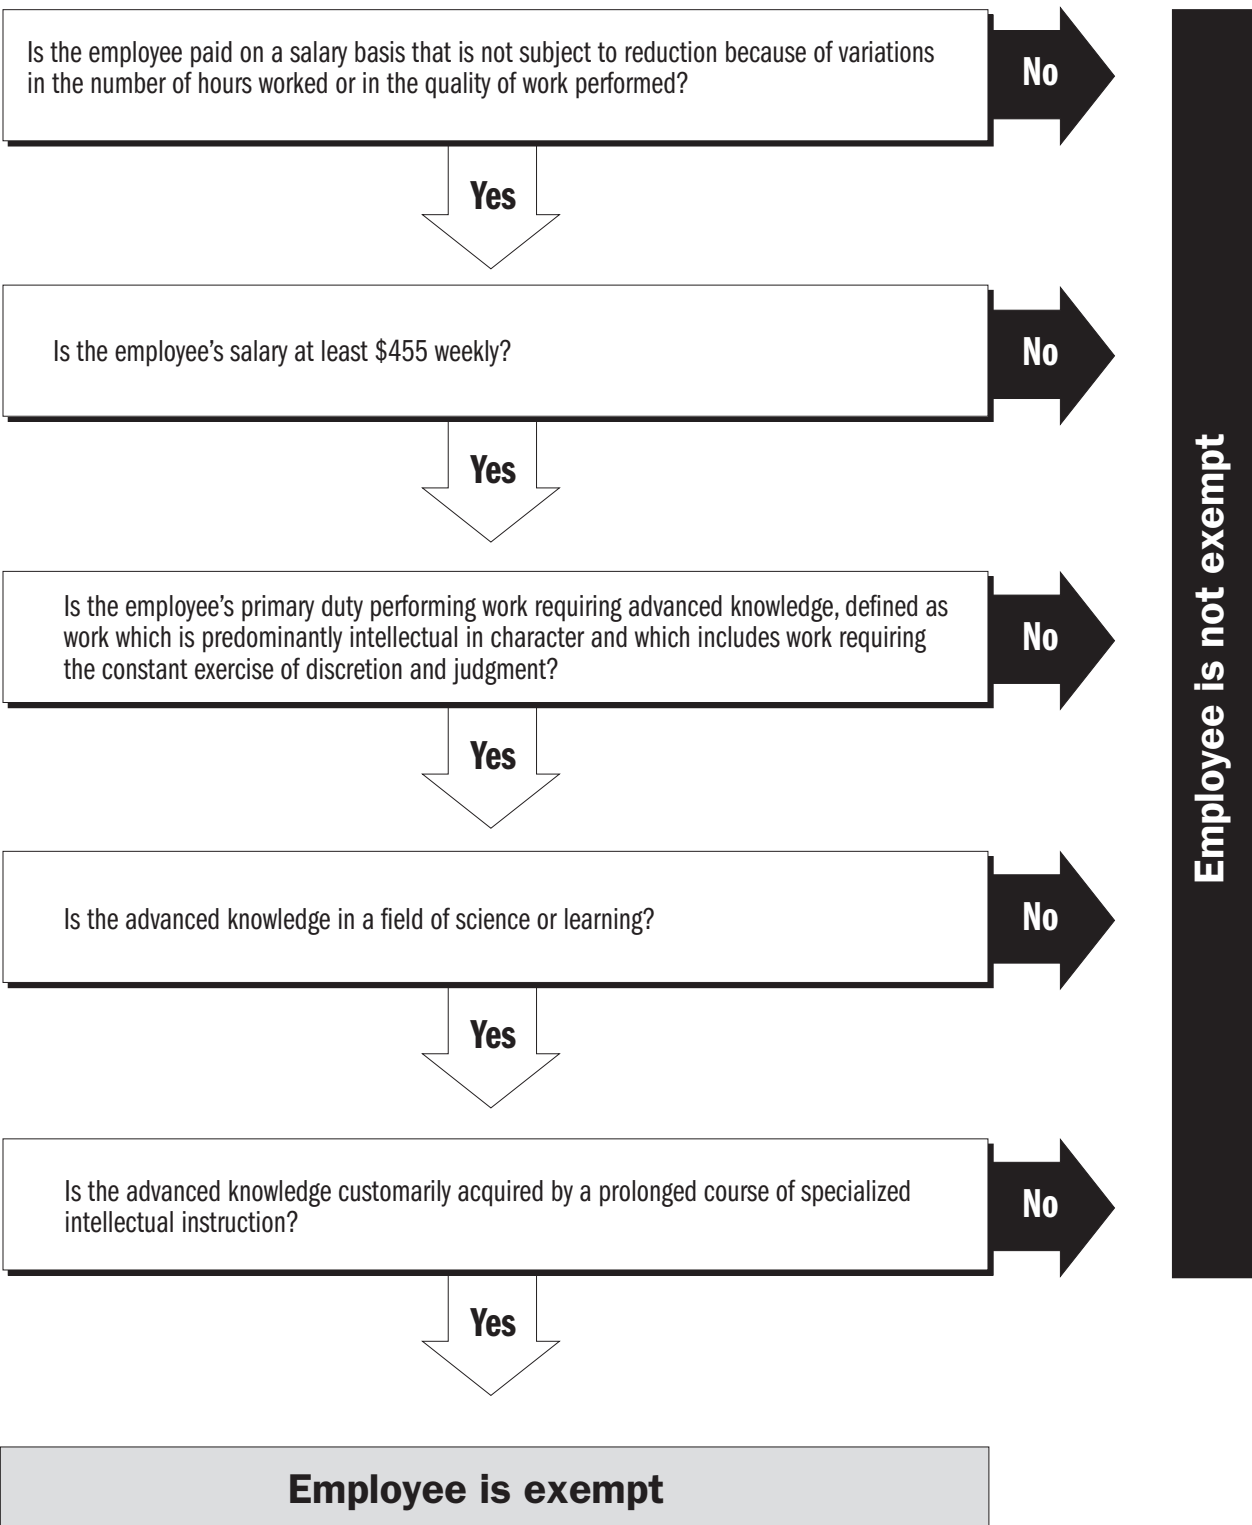 Is the employee paid on a salary basis that is not subject to reduction because of variations
in the number of hours worked or in the quality of work performed?
No
Yes
Is the employee’s salary at least $455 weekly?
No
Yes
Is the employee’s primary duty performing work requiring advanced knowledge, defined as
work which is predominantly intellectual in character and which includes work requiring
the constant exercise of discretion and judgment?
No
Yes
Is the advanced knowledge in a field of science or learning?
No
Yes
Is the advanced knowledge customarily acquired by a prolonged course of specialized
intellectual instruction?
No
Yes
Employee is exempt
Employee is not exempt